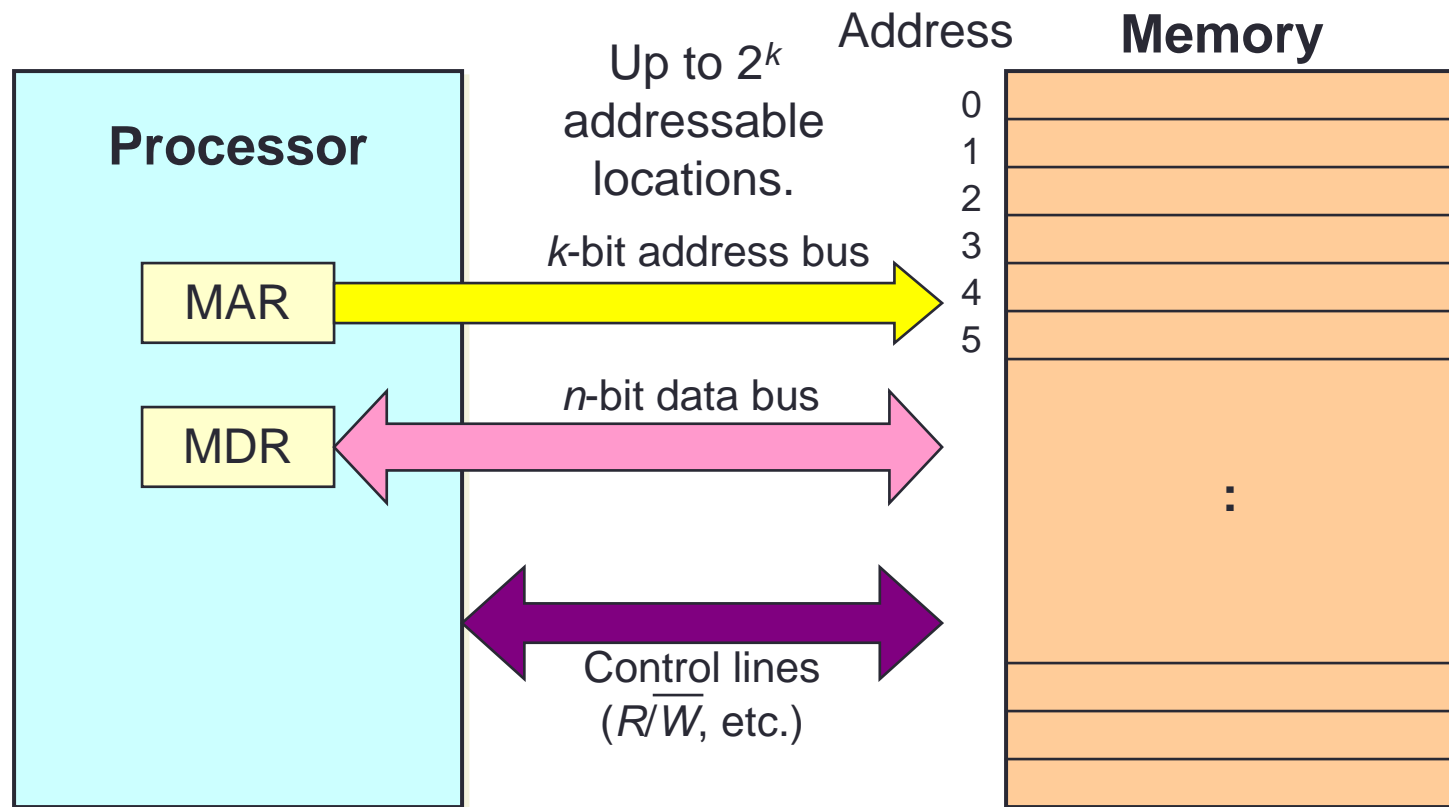 Address
Memory
Up to 2ᵏ
addressable
locations.
Processor
0
1
2
3
4
5
k-bit address bus
MAR
n-bit data bus
MDR
:
Control lines
(R/W̅, etc.)